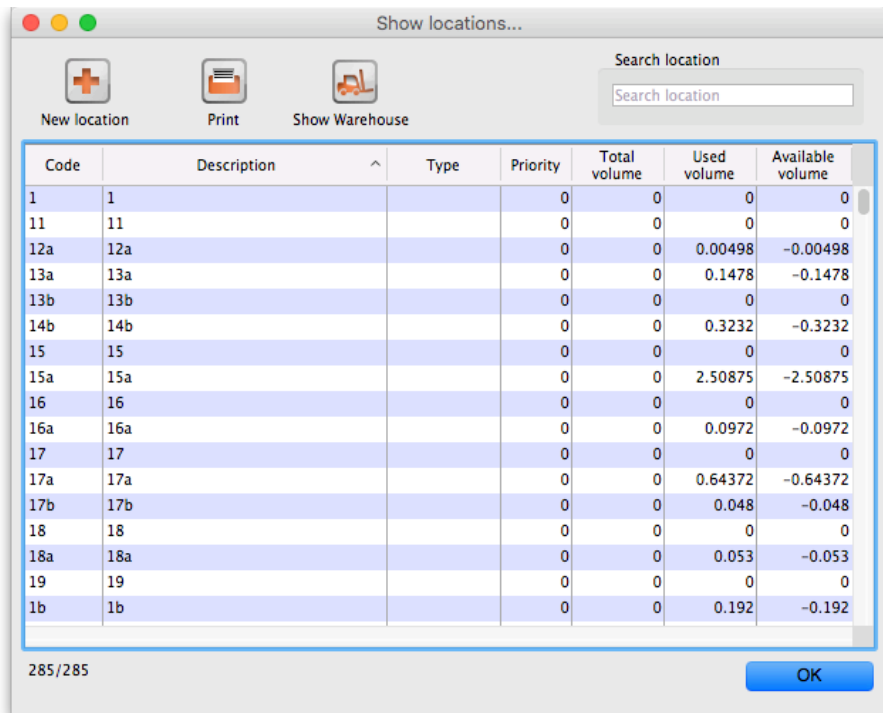 Show locations...
Search location
Search location
New location Print Show Warehouse
Code Description Type Priority Total volume Used volume Available volume
1 1 0 0 0 0
11 11 0 0 0 0
12a 12a 0 0 0.00498 -0.00498
13a 13a 0 0 0.1478 -0.1478
13b 13b 0 0 0 0
14b 14b 0 0 0.3232 -0.3232
15 15 0 0 0 0
15a 15a 0 0 2.50875 -2.50875
16 16 0 0 0 0
16a 16a 0 0 0.0972 -0.0972
17 17 0 0 0 0
17a 17a 0 0 0.64372 -0.64372
17b 17b 0 0 0.048 -0.048
18 18 0 0 0 0
18a 18a 0 0 0.053 -0.053
19 19 0 0 0 0
1b 1b 0 0 0.192 -0.192
285/285
OK